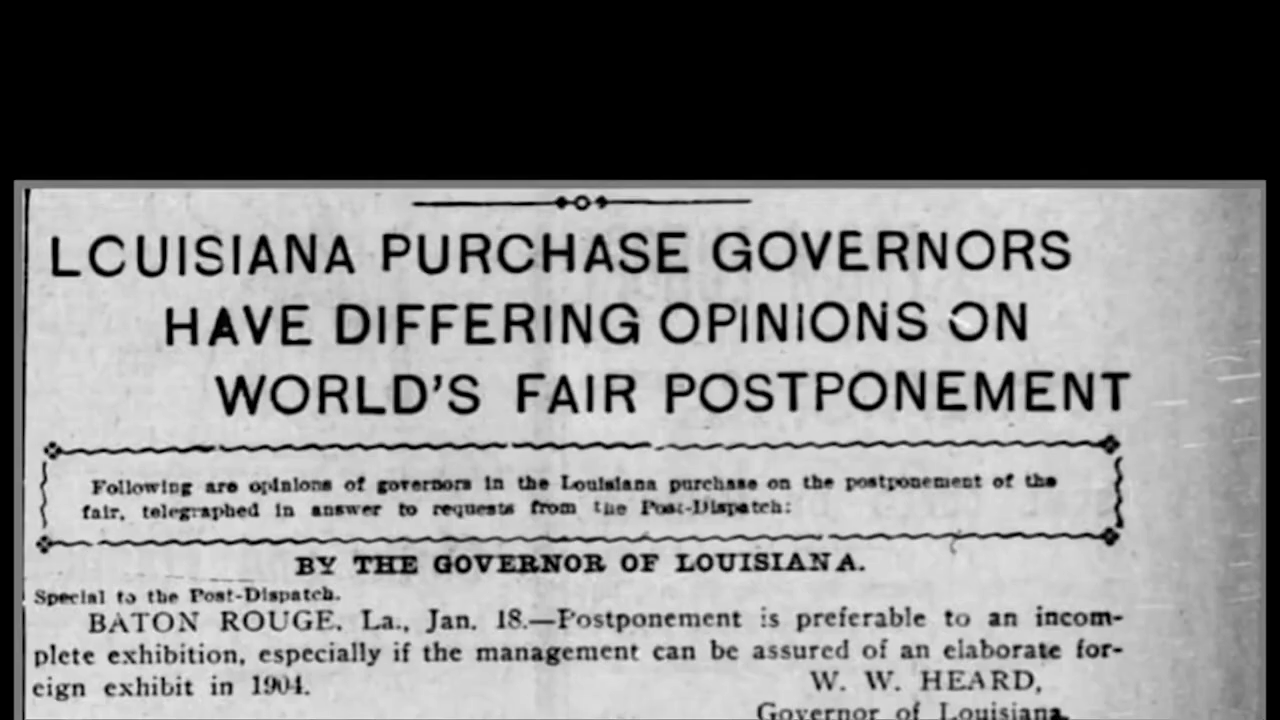 LOUISIANA PURCHASE GOVERNORS
HAVE DIFFERING OPINIONS ON
WORLD'S FAIR POSTPONEMENT
Following are opinions of governors in the Louisiana purchase on the postponement of the
fair, telegraphed in answer to requests from the Post-Dispatch:
BY THE GOVERNOR OF LOUISIANA.
Special to the Post-Dispatch.
BATON ROUGE, La., Jan. 18.—Postponement is preferable to an incom-
plete exhibition, especially if the management can be assured of an elaborate for-
eign exhibit in 1904.
W. W. HEARD,
Governor of Louisiana.